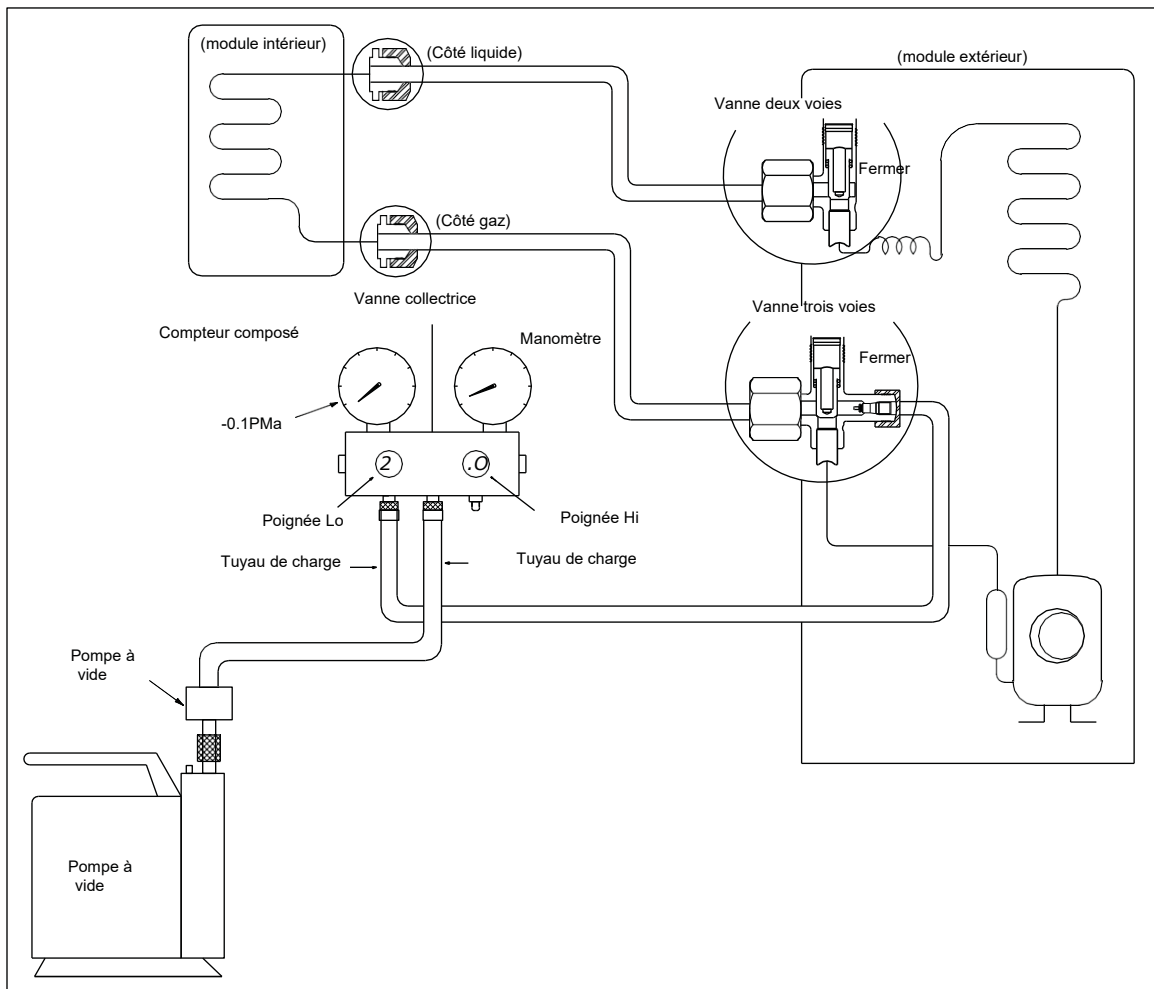 (module intérieur)
(Côté liquide)
(module extérieur)
Vanne deux voies
Fermer
(Côté gaz)
Vanne collectrice
Vanne trois voies
Compteur composé
Manomètre
Fermer
-0.1PMa
2
.O
Poignée Lo
Poignée Hi
Tuyau de charge
Tuyau de charge
Pompe à
vide
Pompe à
vide